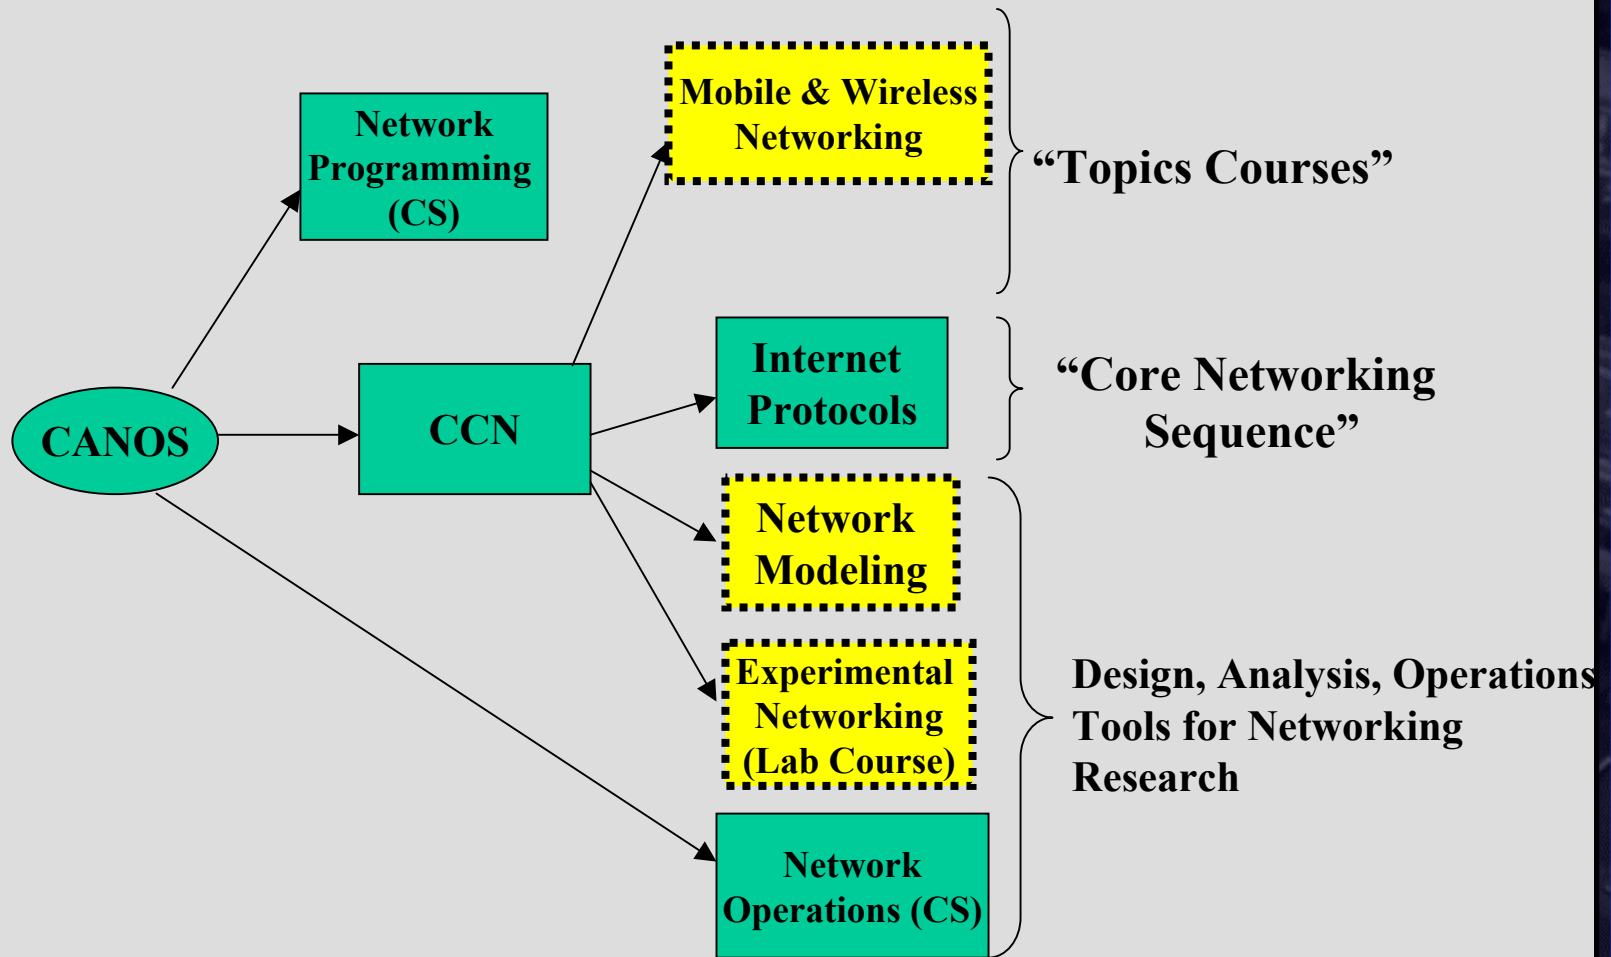 Mobile & Wireless
Networking
“Topics Courses”
Network
Programming
(CS)
Internet
Protocols
“Core Networking
Sequence”
CANOS
CCN
Network
Modeling
Experimental
Networking
(Lab Course)
Design, Analysis, Operations
Tools for Networking
Research
Network
Operations (CS)